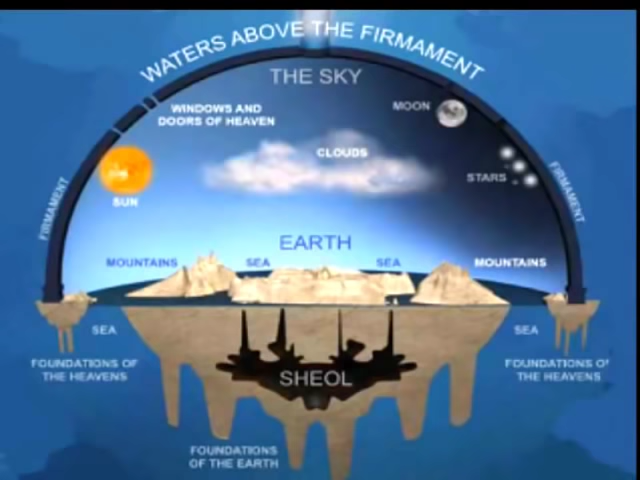 WATERS ABOVE THE FIRMAMENT
THE SKY
WINDOWS AND
DOORS OF HEAVEN
MOON
CLOUDS
STARS
SUN
FIRMAMENT
FIRMAMENT
EARTH
MOUNTAINS
SEA
SEA
MOUNTAINS
SEA
SEA
FOUNDATIONS OF
THE HEAVENS
SHEOL
FOUNDATIONS O'
THE HEAVENS
FOUNDATIONS
OF THE EARTH